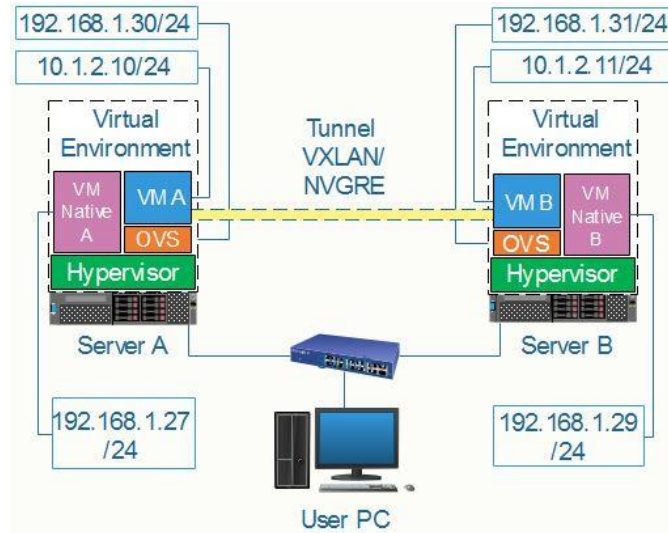 192.168.1.30/24
192.168.1.31/24
10.1.2.10/24
10.1.2.11/24
Virtual
Environment
Tunnel
VXLAN/
NVGRE
Virtual
Environment
VM
Native
A
VM A
OVS
Hypervisor
VM B
OVS
VM
Native
B
Hypervisor
Server A
Server B
192.168.1.27
/24
192.168.1.29
/24
User PC